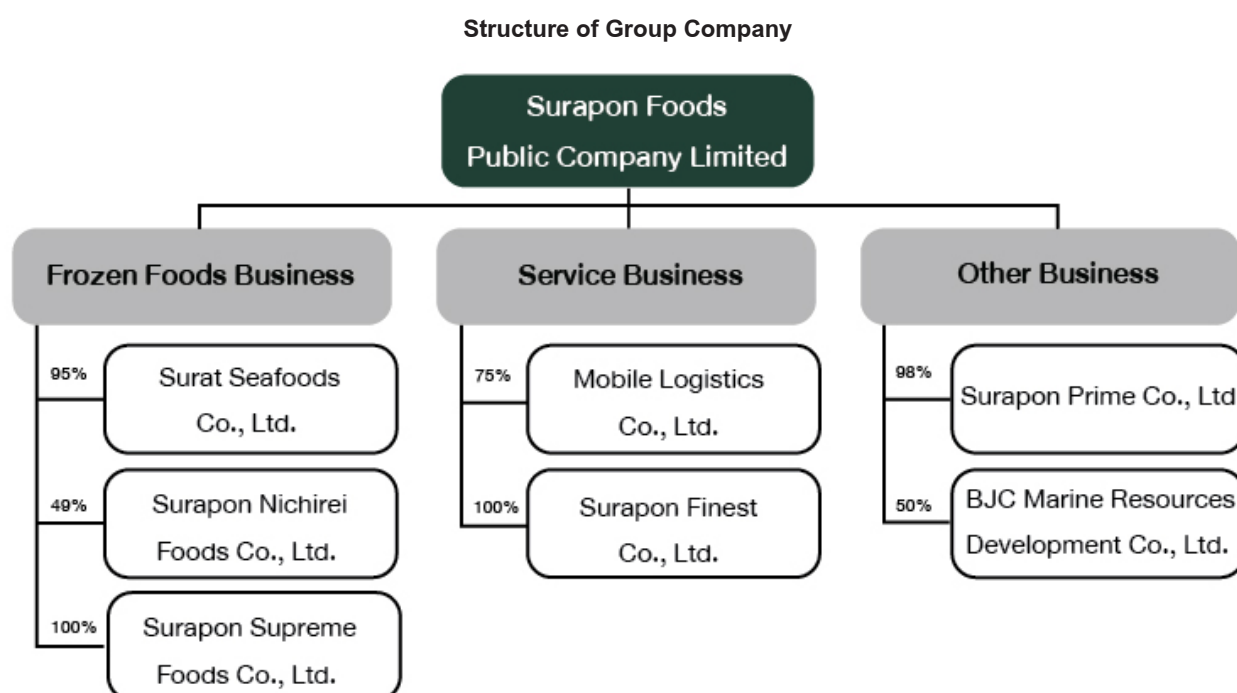 Structure of Group Company
Surapon Foods
Public Company Limited
Frozen Foods Business
95%
Surat Seafoods
Co., Ltd.
49%
Surapon Nichirei
Foods Co., Ltd.
100%
Surapon Supreme
Foods Co., Ltd.
Service Business
75%
Mobile Logistics
Co., Ltd.
100%
Surapon Finest
Co., Ltd.
Other Business
98%
Surapon Prime Co., Ltd
50%
BJC Marine Resources
Development Co., Ltd.